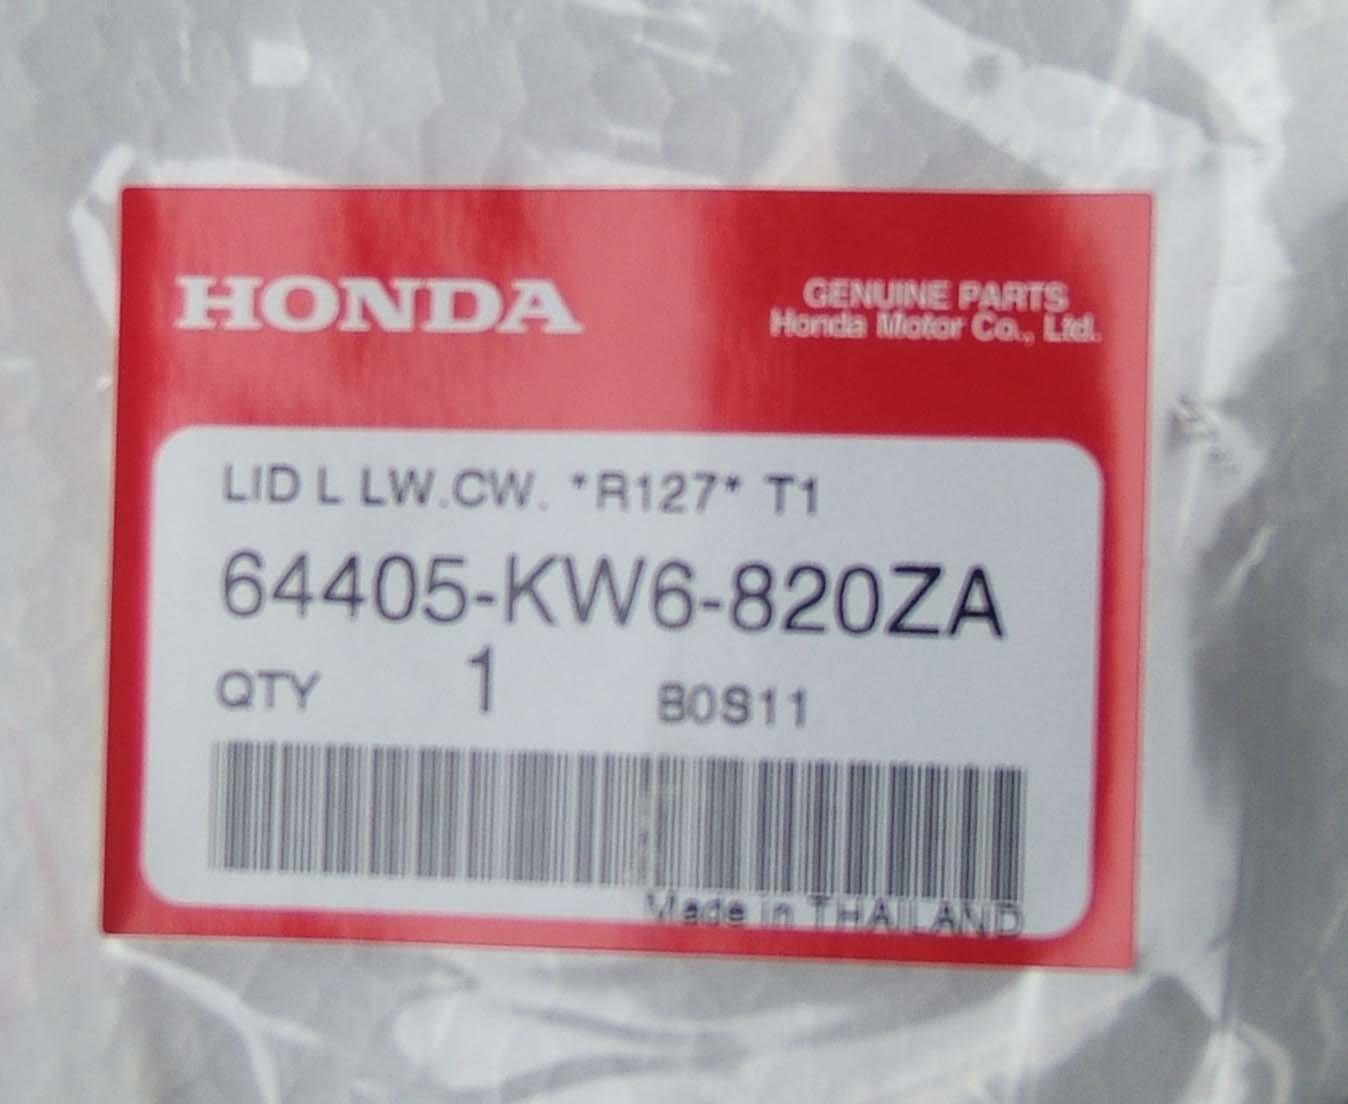 HONDA
GENUINE PARTS
Honda Motor Co., Ltd.
LID L LW.CW. *R127* T1
64405-KW6-820ZA
QTY 1 B0S11
Made in THAILAND